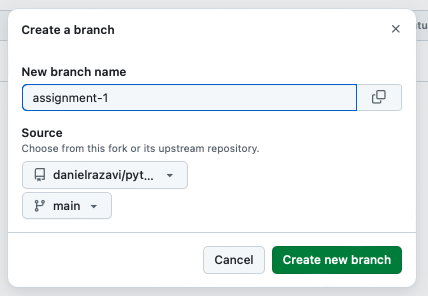 Create a branch
New branch name
assignment-1
Source
Choose from this fork or its upstream repository.
danielrazavi/pyt...
main
Cancel Create new branch